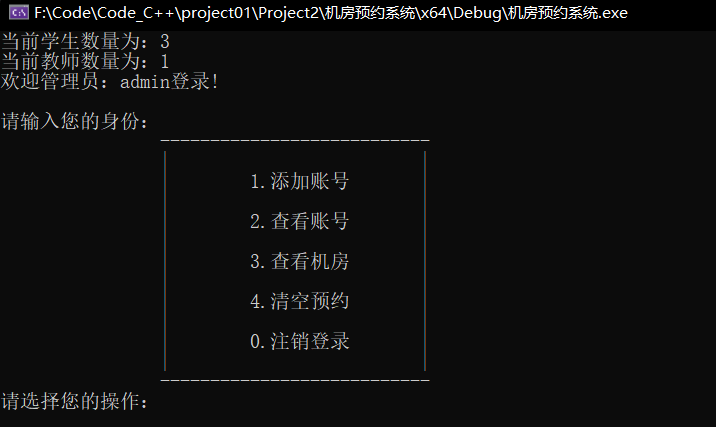 F:\Code\Code_C++\project01\Project2\机房预约系统\x64\Debug\机房预约系统.exe
当前学生数量为：3
当前教师数量为：1
欢迎管理员：admin登录!
请输入您的身份：
---------------------------
1.添加账号
2.查看账号
3.查看机房
4.清空预约
0.注销登录
---------------------------
请选择您的操作：